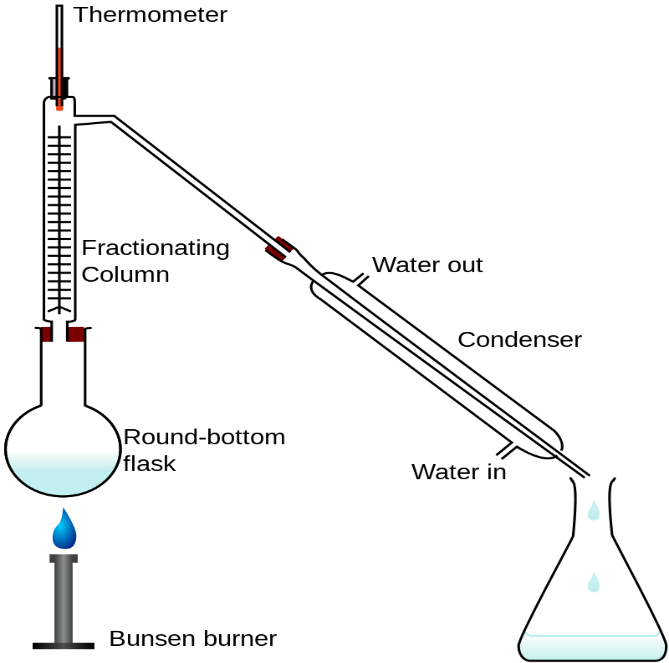 Thermometer
Fractionating
Column
Water out
Condenser
Round-bottom
flask
Water in
Bunsen burner